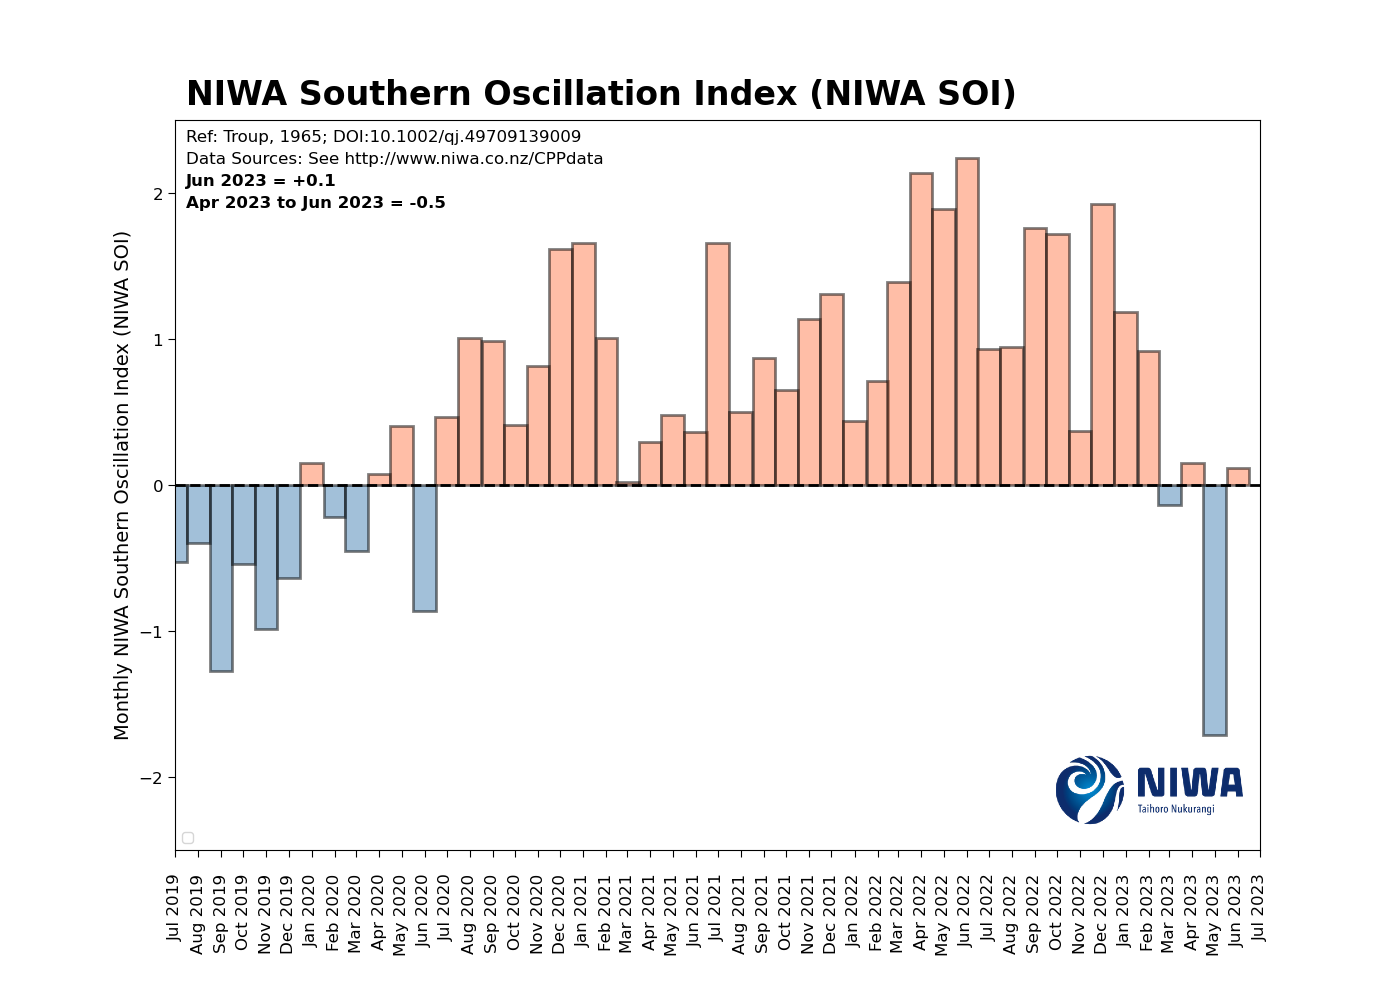 NIWA Southern Oscillation Index (NIWA SOI)
Ref: Troup, 1965; DOI:10.1002/qj.49709139009
Data Sources: See http://www.niwa.co.nz/CPPdata
Jun 2023 = +0.1
Apr 2023 to Jun 2023 = -0.5
Monthly NIWA Southern Oscillation Index (NIWA SOI)
2
1
0
−1
−2
NIWA
Taihoro Nukurangi
Jul 2019
Aug 2019
Sep 2019
Oct 2019
Nov 2019
Dec 2019
Jan 2020
Feb 2020
Mar 2020
Apr 2020
May 2020
Jun 2020
Jul 2020
Aug 2020
Sep 2020
Oct 2020
Nov 2020
Dec 2020
Jan 2021
Feb 2021
Mar 2021
Apr 2021
May 2021
Jun 2021
Jul 2021
Aug 2021
Sep 2021
Oct 2021
Nov 2021
Dec 2021
Jan 2022
Feb 2022
Mar 2022
Apr 2022
May 2022
Jun 2022
Jul 2022
Aug 2022
Sep 2022
Oct 2022
Nov 2022
Dec 2022
Jan 2023
Feb 2023
Mar 2023
Apr 2023
May 2023
Jun 2023
Jul 2023